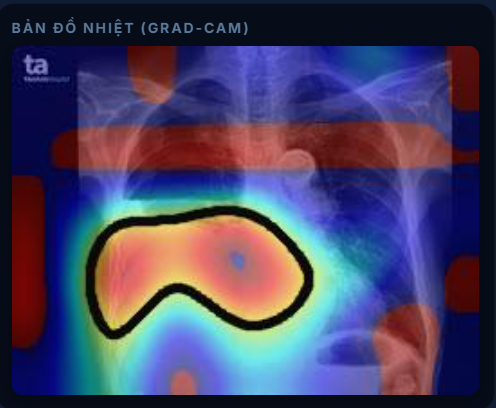 BẢN ĐỒ NHIỆT (GRAD-CAM)
ta